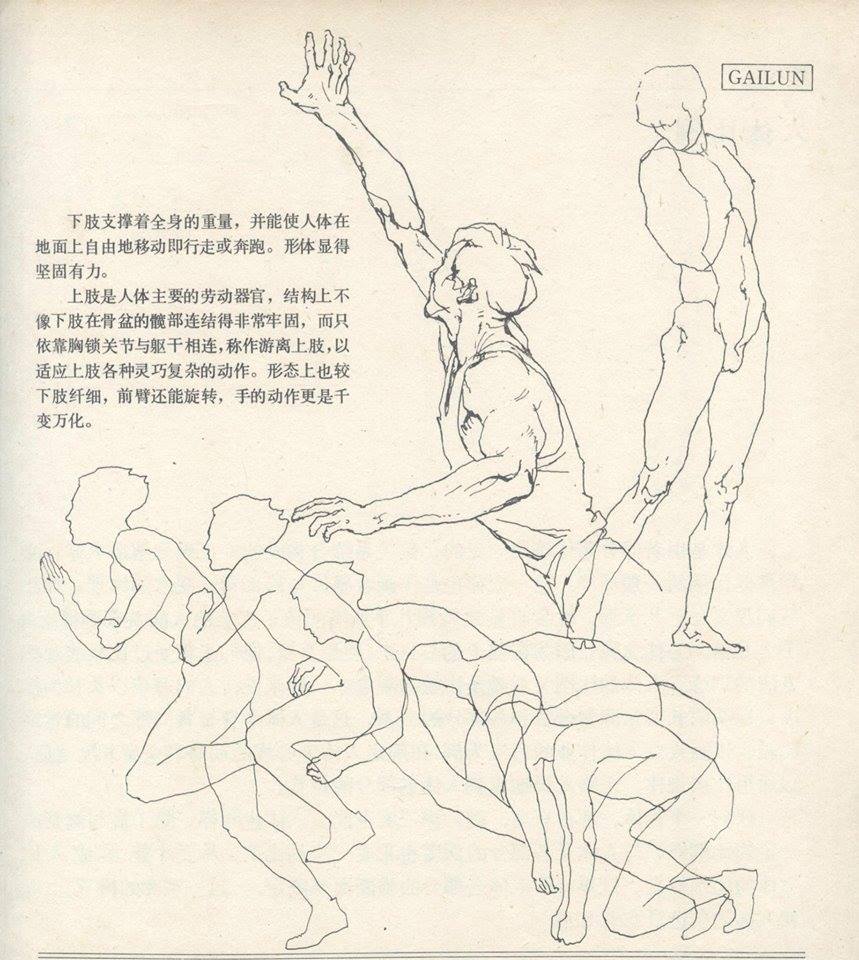 GAILUN
下肢支撑着全身的重量，并能使人体在
地面上自由地移动即行走或奔跑。形体显得
坚固有力。
上肢是人体主要的劳动器官，结构上不
像下肢在骨盆的髋部连结得非常牢固，而只
依靠胸锁关节与躯干相连，称作游离上肢，以
适应上肢各种灵巧复杂的动作。形态上也较
下肢纤细，前臂还能旋转，手的动作更是千
变万化。